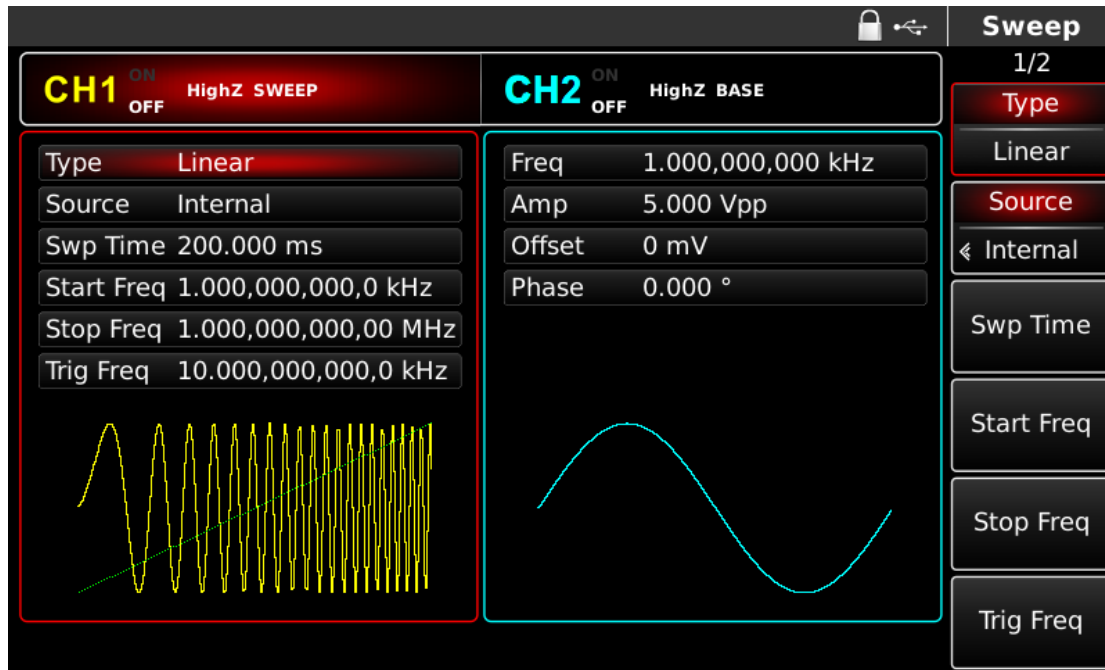 Sweep
1/2
CH1 ON OFF HighZ SWEEP
CH2 ON OFF HighZ BASE
Type Linear
Source Internal
Swp Time 200.000 ms
Start Freq 1.000,000,000,0 kHz
Stop Freq 1.000,000,000,00 MHz
Trig Freq 10.000,000,000,0 kHz
Freq 1.000,000,000 kHz
Amp 5.000 Vpp
Offset 0 mV
Phase 0.000 °
Type
Linear
Source
Internal
Swp Time
Start Freq
Stop Freq
Trig Freq